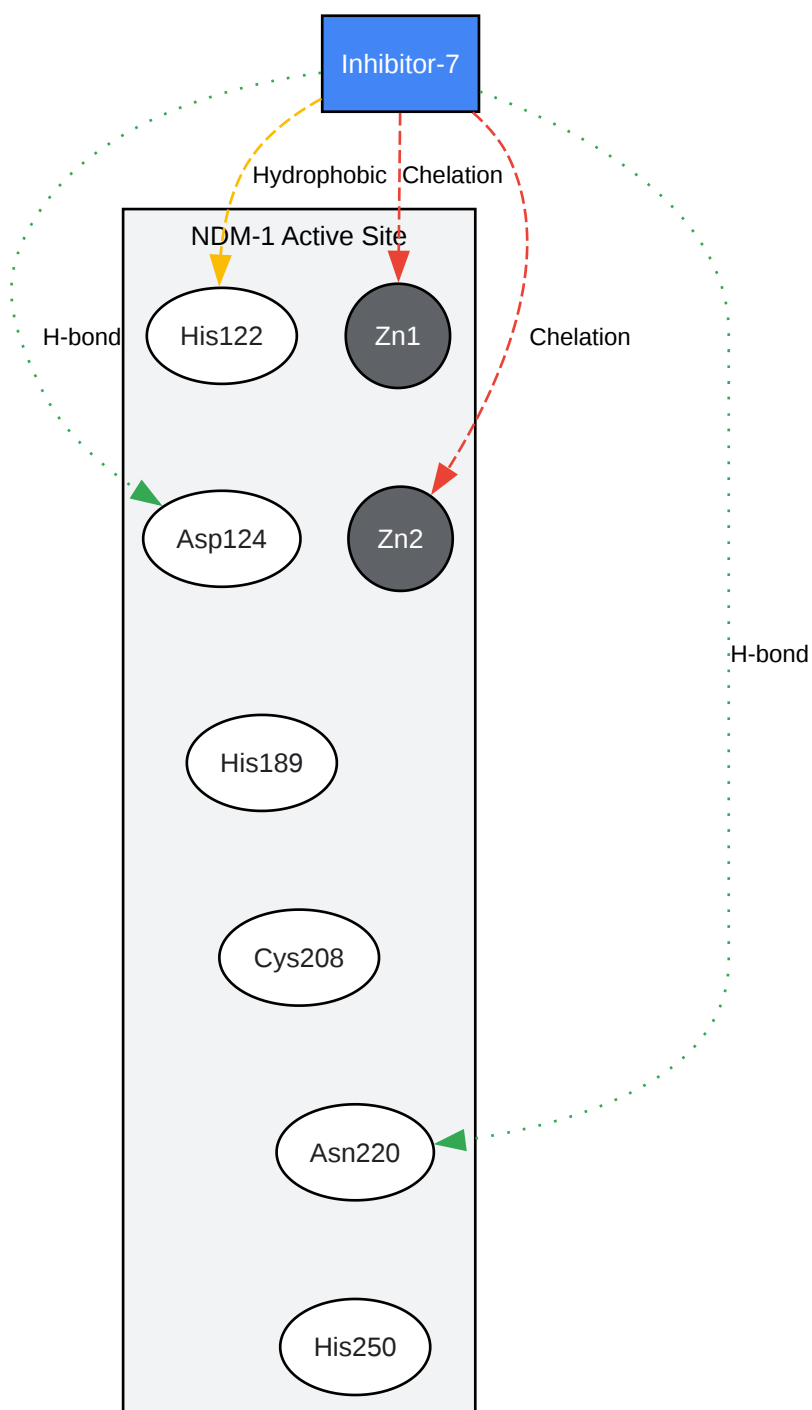 Inhibitor-7
Hydrophobic
Chelation
NDM-1 Active Site
H-bond
His122
Zn1
Chelation
Asp124
Zn2
H-bond
His189
Cys208
Asn220
His250